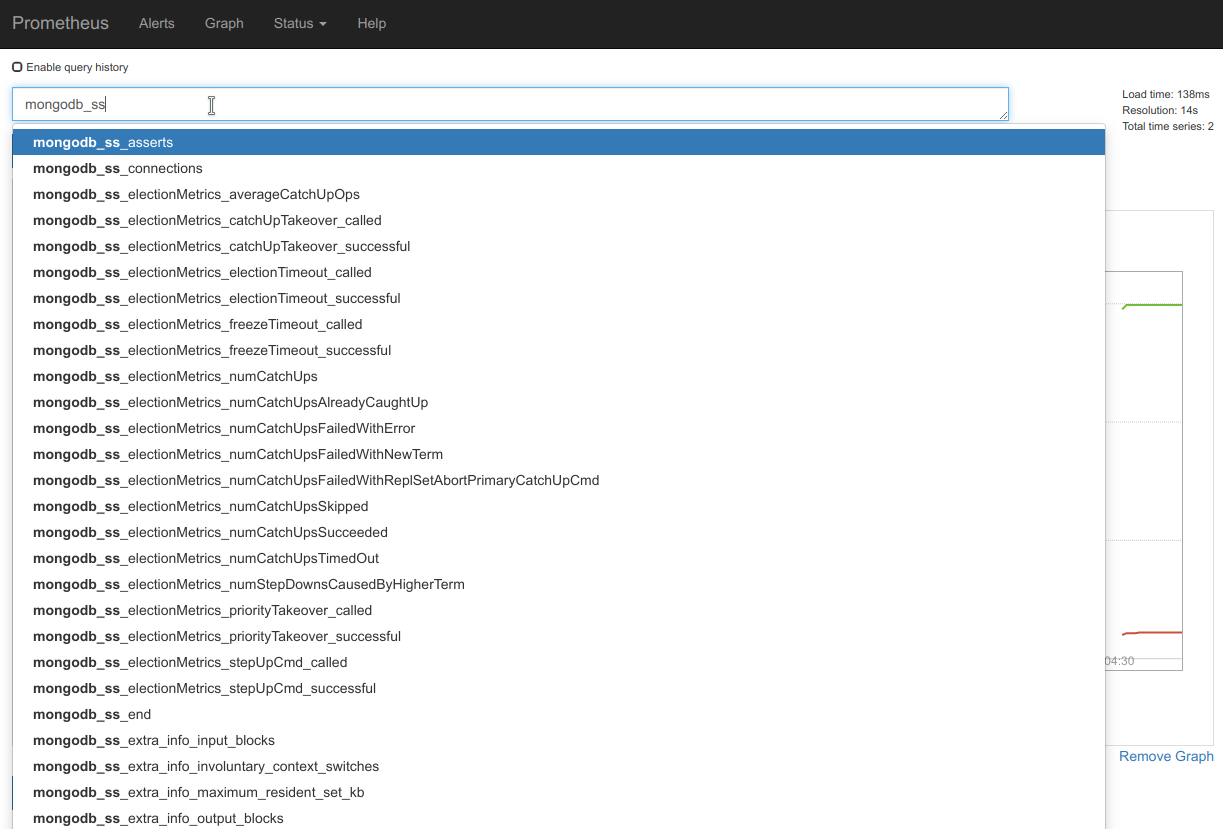 Prometheus Alerts Graph Status Help
Enable query history
mongodb_ss
Load time: 138ms
Resolution: 14s
Total time series: 2
mongodb_ss_asserts
mongodb_ss_connections
mongodb_ss_electionMetrics_averageCatchUpOps
mongodb_ss_electionMetrics_catchUpTakeover_called
mongodb_ss_electionMetrics_catchUpTakeover_successful
mongodb_ss_electionMetrics_electionTimeout_called
mongodb_ss_electionMetrics_electionTimeout_successful
mongodb_ss_electionMetrics_freezeTimeout_called
mongodb_ss_electionMetrics_freezeTimeout_successful
mongodb_ss_electionMetrics_numCatchUps
mongodb_ss_electionMetrics_numCatchUpsAlreadyCaughtUp
mongodb_ss_electionMetrics_numCatchUpsFailedWithError
mongodb_ss_electionMetrics_numCatchUpsFailedWithNewTerm
mongodb_ss_electionMetrics_numCatchUpsFailedWithReplSetAbortPrimaryCatchUpCmd
mongodb_ss_electionMetrics_numCatchUpsSkipped
mongodb_ss_electionMetrics_numCatchUpsSucceeded
mongodb_ss_electionMetrics_numCatchUpsTimedOut
mongodb_ss_electionMetrics_numStepDownsCausedByHigherTerm
mongodb_ss_electionMetrics_priorityTakeover_called
mongodb_ss_electionMetrics_priorityTakeover_successful
mongodb_ss_electionMetrics_stepUpCmd_called
mongodb_ss_electionMetrics_stepUpCmd_successful
mongodb_ss_end
mongodb_ss_extra_info_input_blocks
mongodb_ss_extra_info_involuntary_context_switches
mongodb_ss_extra_info_maximum_resident_set_kb
mongodb_ss_extra_info_output_blocks
04:30
Remove Graph